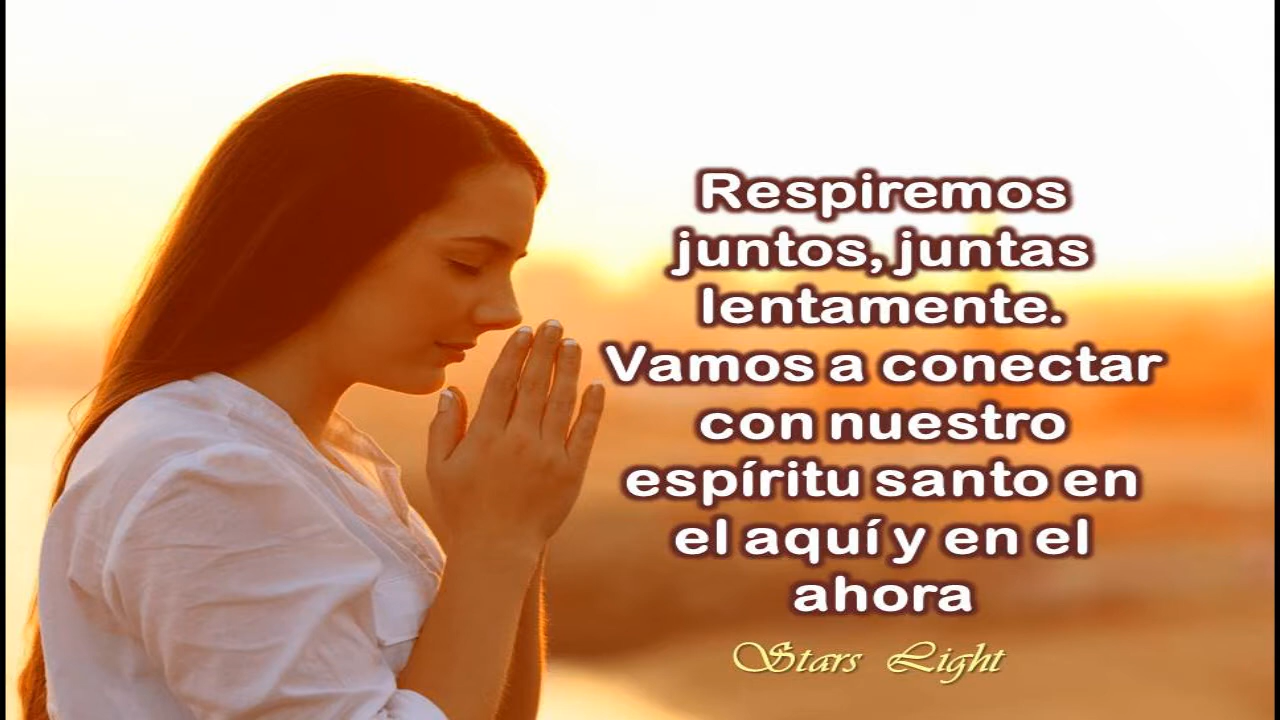 Respiremos
juntos, juntas
lentamente.
Vamos a conectar
con nuestro
espíritu santo en
el aquí y en el
ahora
Stars Light